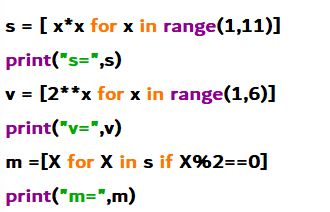 s = [ x*x for x in range(1,11)]
print("s=",s)
v = [2**x for x in range(1,6)]
print("v=",v)
m =[X for X in s if X%2==0]
print("m=",m)